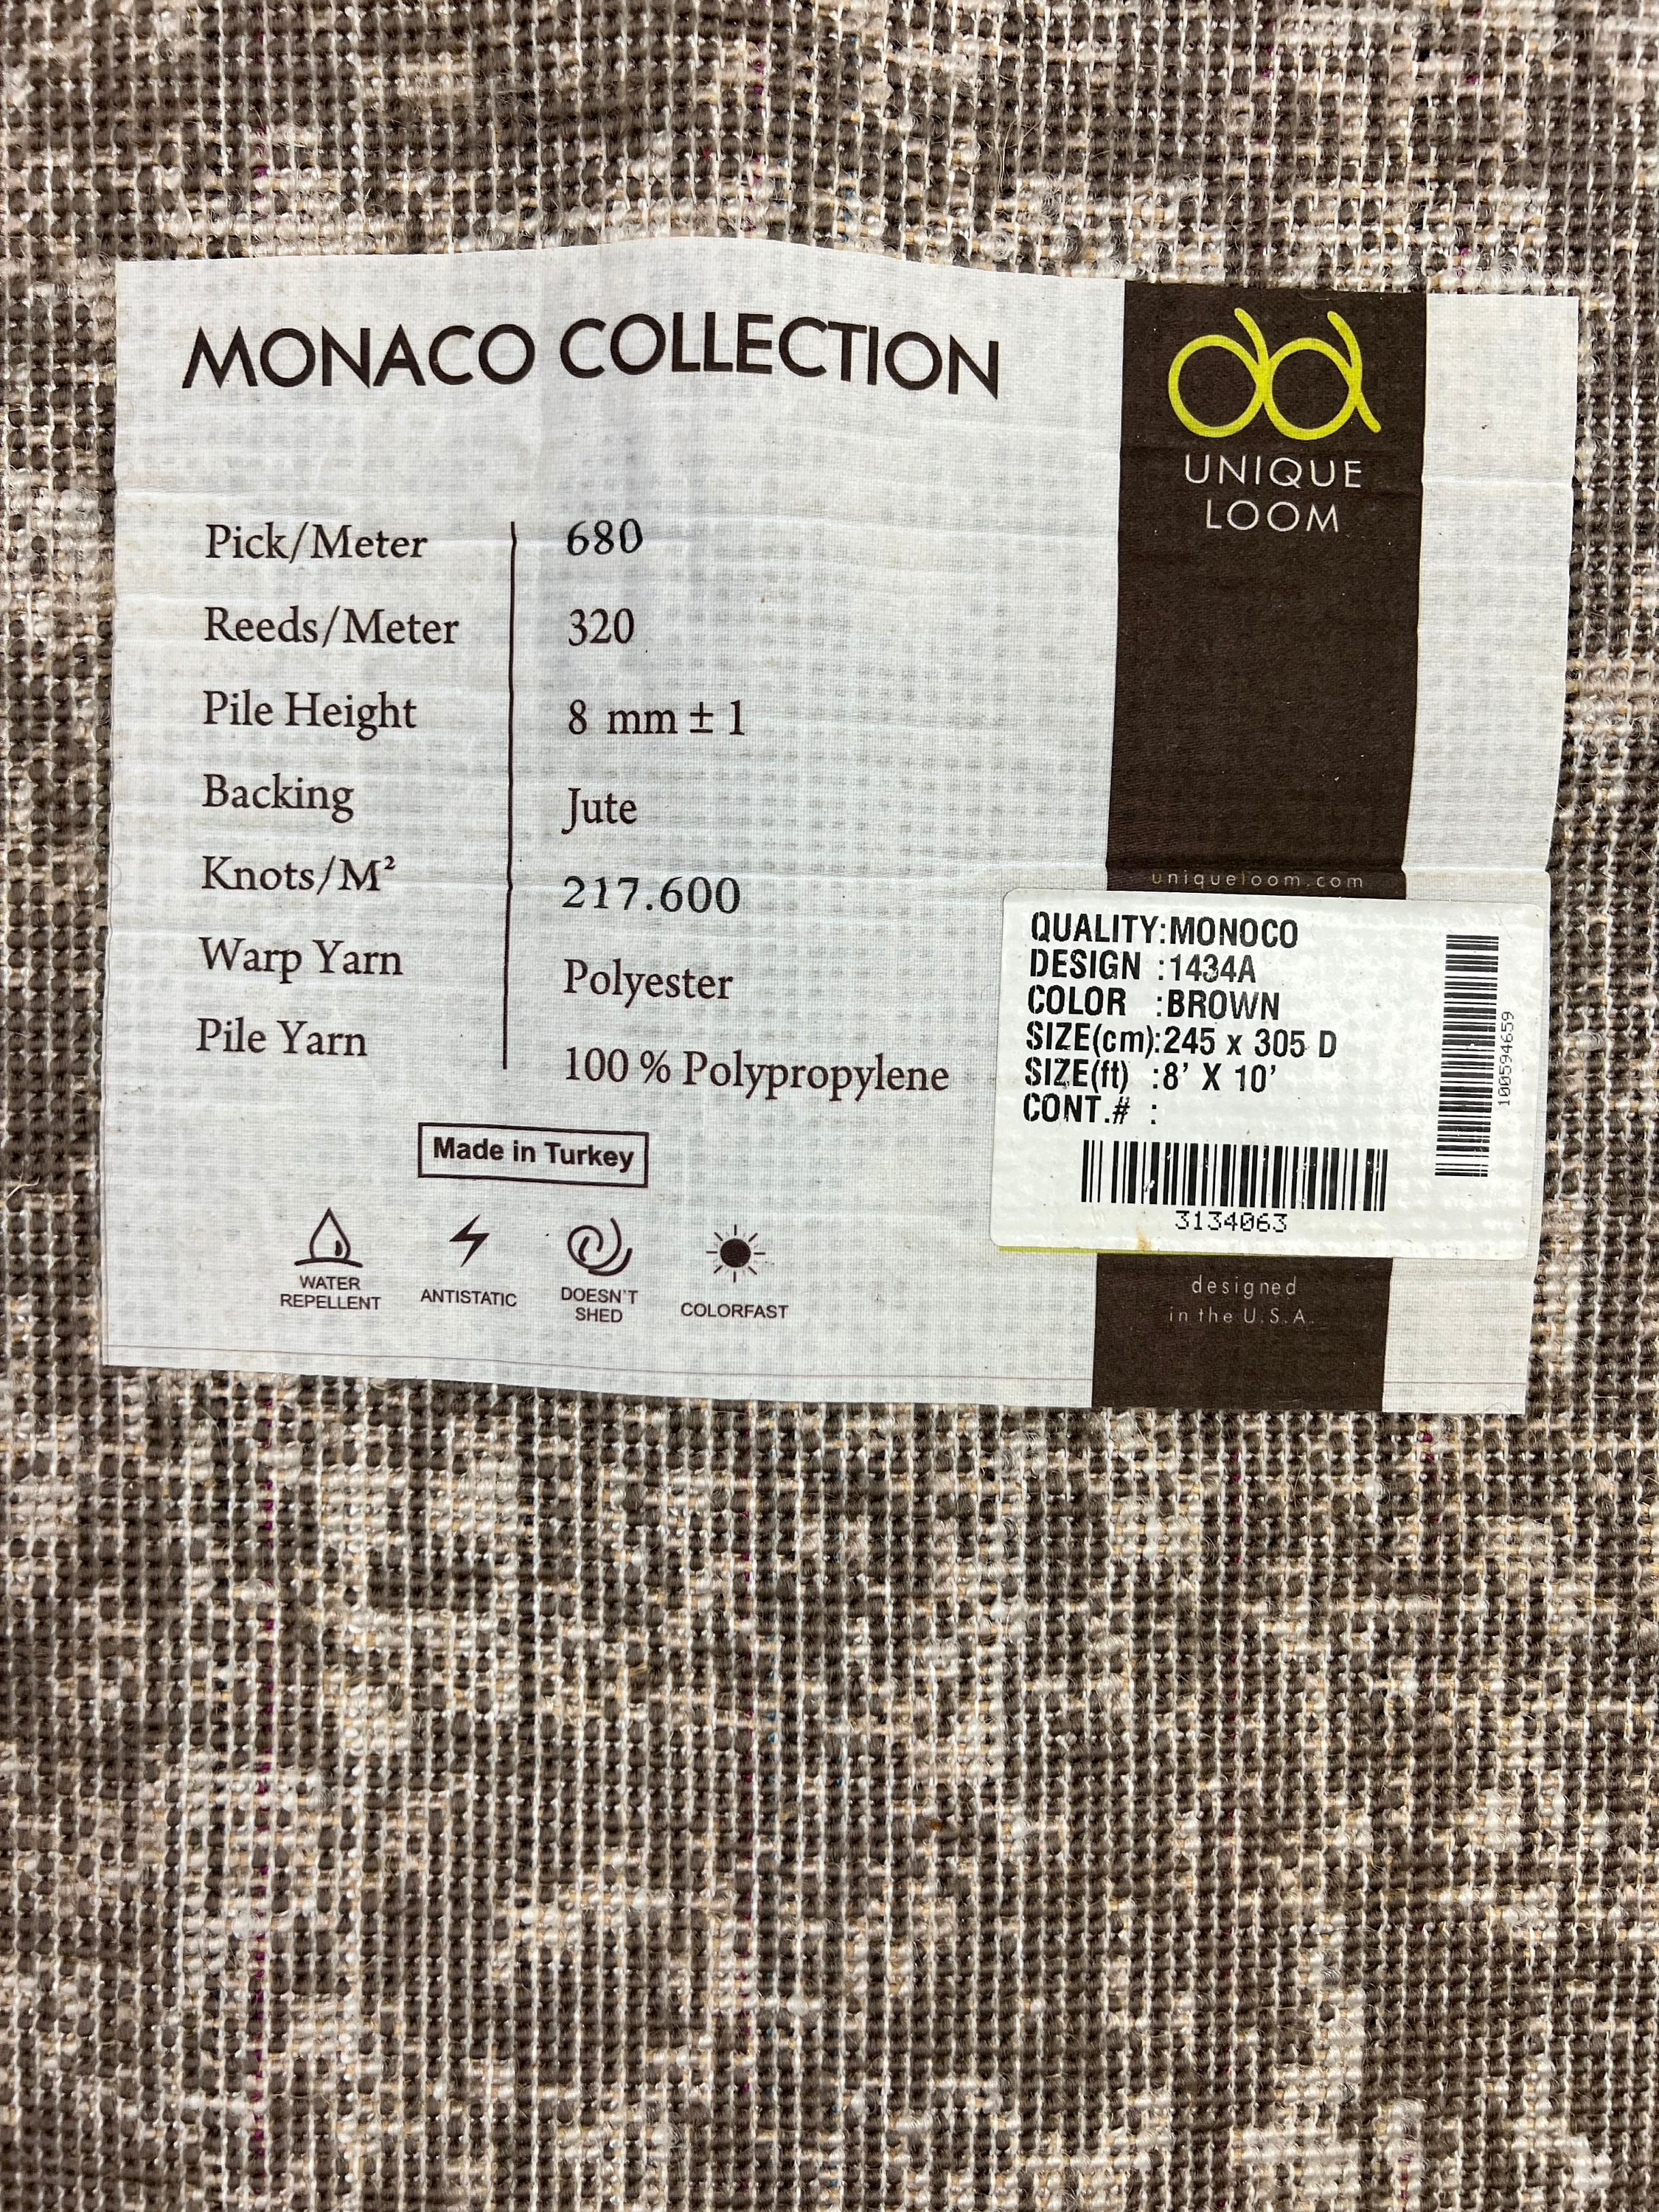 MONACO COLLECTION
UNIQUE
LOOM
Pick/Meter 680
Reeds/Meter 320
Pile Height 8 mm ± 1
Backing Jute
Knots/M² 217.600
Warp Yarn Polyester
Pile Yarn 100 % Polypropylene
Made in Turkey
WATER
REPELLENT
ANTISTATIC
DOESN'T
SHED
COLORFAST
uniqueloom.com
QUALITY:MONOCO
DESIGN :1434A
COLOR :BROWN
SIZE(cm):245 x 305 D
SIZE(ft) :8' X 10'
CONT.# :
3134063
100594659
designed
in the U.S.A.